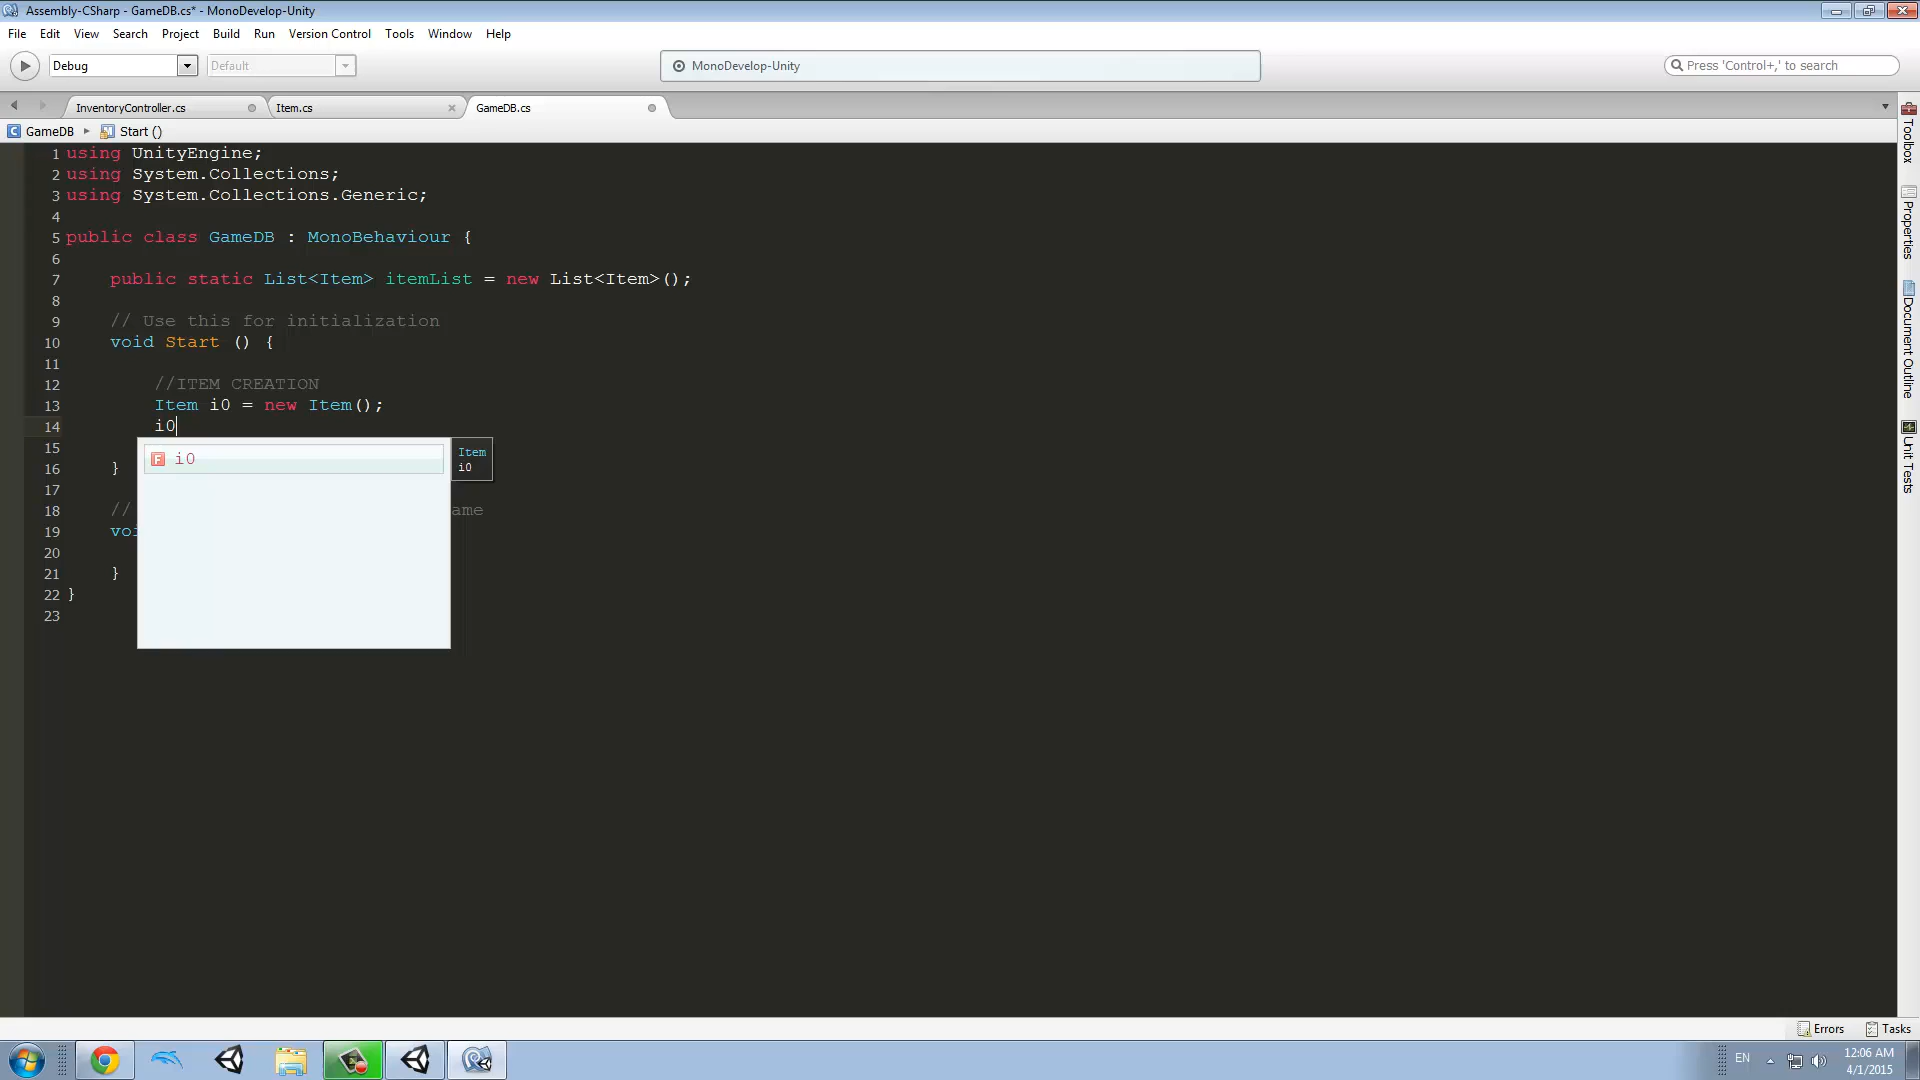 Assembly-CSharp - GameDB.cs* - MonoDevelop-Unity
File Edit View Search Project Build Run Version Control Tools Window Help
Debug Default MonoDevelop-Unity Press 'Control+,' to search
InventoryController.cs Item.cs GameDB.cs
GameDB Start ()
1 using UnityEngine;
2 using System.Collections;
3 using System.Collections.Generic;
4
5 public class GameDB : MonoBehaviour {
6
7 public static List<Item> itemList = new List<Item>();
8
9 // Use this for initialization
10 void Start () {
11
12 //ITEM CREATION
13 Item i0 = new Item();
14 i0
15
16 }
17
18 // ame
19 voi
20
21 }
22 }
23
i0
Item
i0
Toolbox
Properties
Document Outline
Unit Tests
Errors Tasks
EN
12:06 AM
4/1/2015